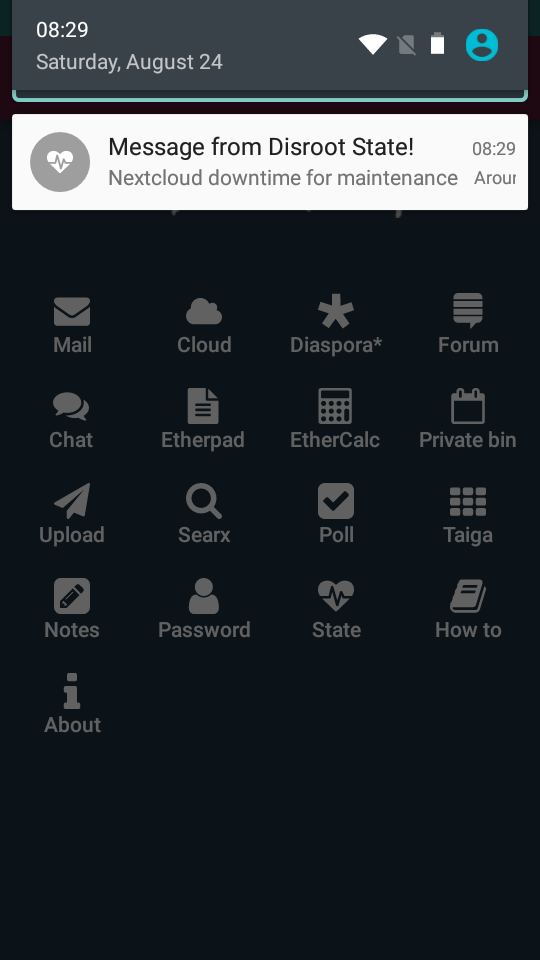 08:29
Saturday, August 24
Message from Disroot State! 08:29
Nextcloud downtime for maintenance
Mail Cloud Diaspora* Forum
Chat Etherpad EtherCalc Private bin
Upload Searx Poll Taiga
Notes Password State How to
About